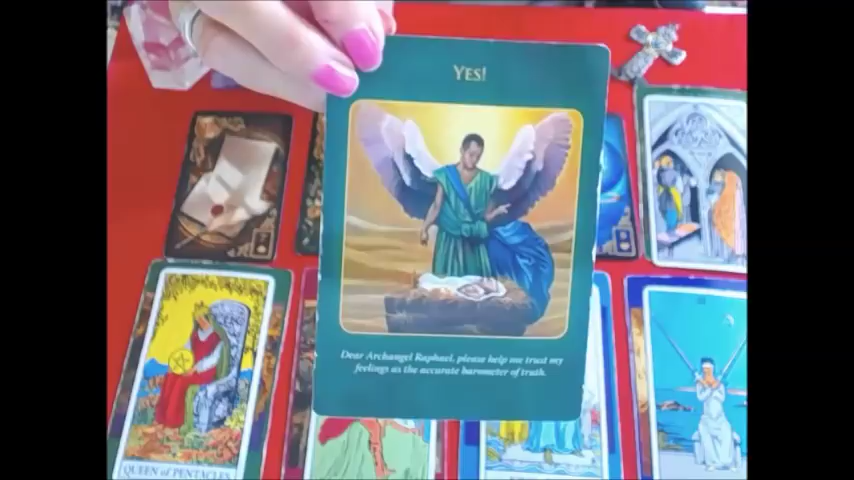 YES!
Dear Archangel Raphael, please help me trust my
feelings as the accurate barometer of truth.
QUEEN of PENTACLES